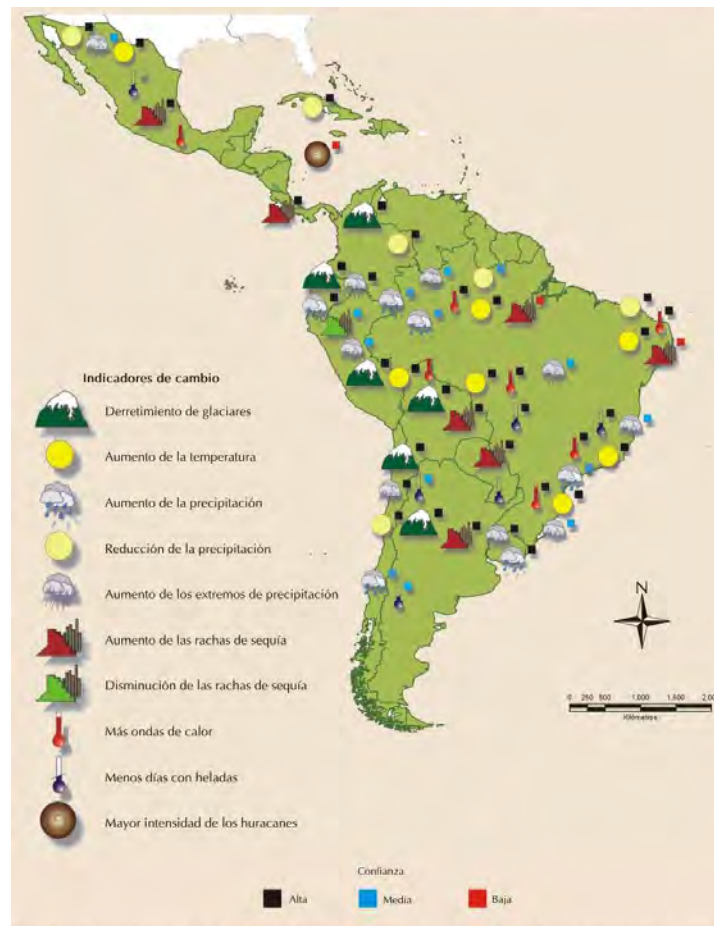 Indicadores de cambio
Derretimiento de glaciares
Aumento de la temperatura
Aumento de la precipitación
Reducción de la precipitación
Aumento de los extremos de precipitación
Aumento de las rachas de sequía
Disminución de las rachas de sequía
Más ondas de calor
Menos días con heladas
Mayor intensidad de los huracanes
N
0 250 500 1,000 1,500 2,00
Kilómetros
Confianza
Alta
Media
Baja